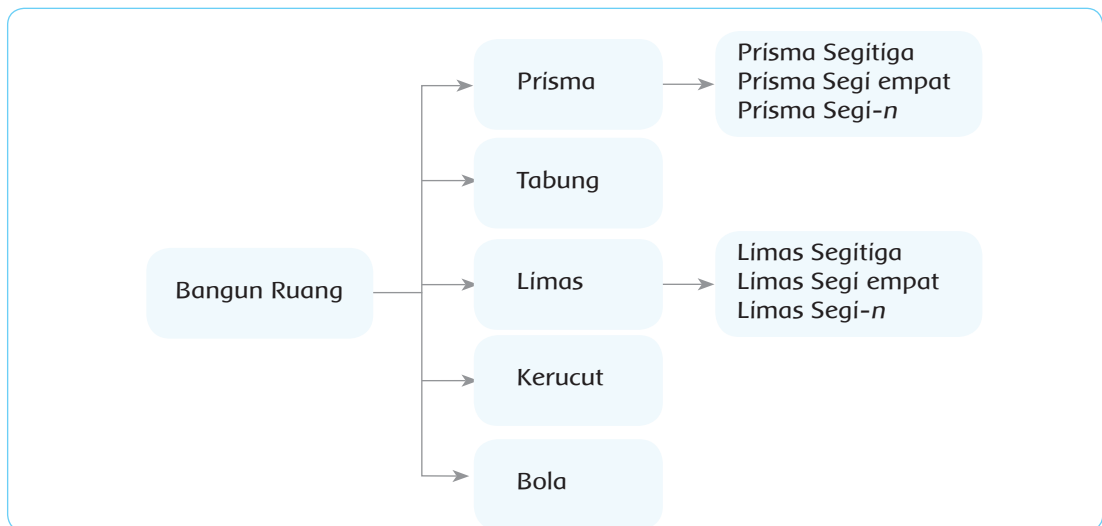 Prisma
Prisma Segitiga
Prisma Segi empat
Prisma Segi-n
Tabung
Bangun Ruang
Limas
Limas Segitiga
Limas Segi empat
Limas Segi-n
Kerucut
Bola